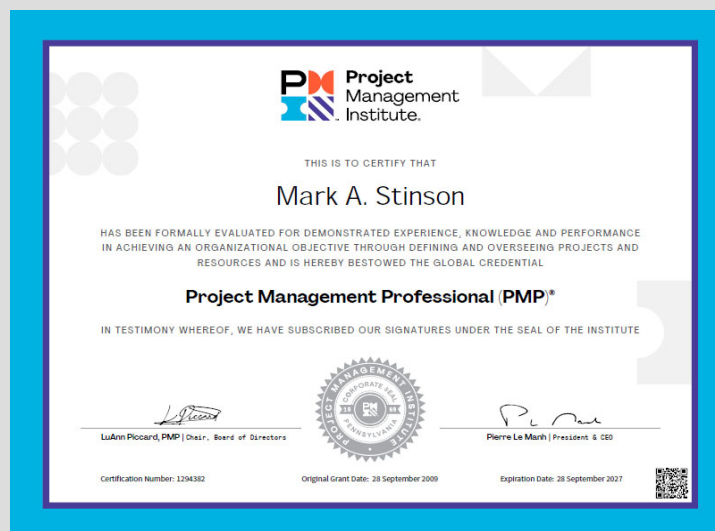 PM
Project
Management
Institute.
THIS IS TO CERTIFY THAT
Mark A. Stinson
HAS BEEN FORMALLY EVALUATED FOR DEMONSTRATED EXPERIENCE, KNOWLEDGE AND PERFORMANCE
IN ACHIEVING AN ORGANIZATIONAL OBJECTIVE THROUGH DEFINING AND OVERSEEING PROJECTS AND
RESOURCES AND IS HEREBY BESTOWED THE GLOBAL CREDENTIAL
Project Management Professional (PMP)®
IN TESTIMONY WHEREOF, WE HAVE SUBSCRIBED OUR SIGNATURES UNDER THE SEAL OF THE INSTITUTE
PROJECT MANAGEMENT INSTITUTE
CORPORATE SEAL
1969
PENNSYLVANIA
LuAnn Piccard, PMP | Chair, Board of Directors
Pierre Le Manh | President & CEO
Certification Number: 1294382
Original Grant Date: 28 September 2009
Expiration Date: 28 September 2027